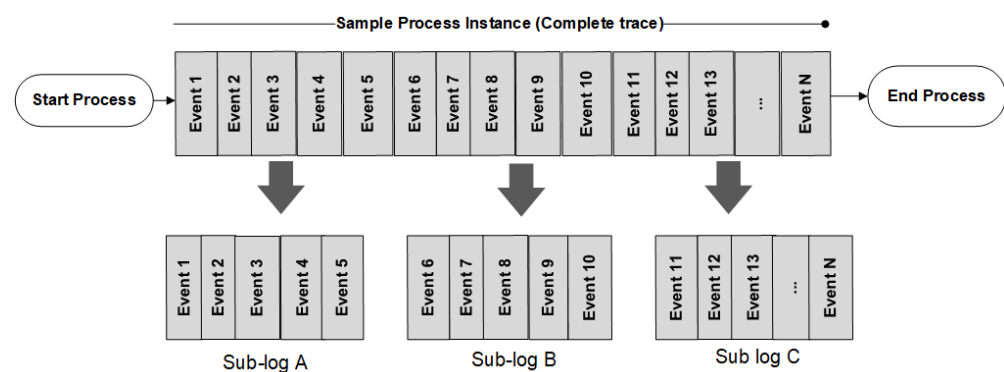 Sample Process Instance (Complete trace)
Start Process
Event 1
Event 2
Event 3
Event 4
Event 5
Event 6
Event 7
Event 8
Event 9
Event 10
Event 11
Event 12
Event 13
...
Event N
End Process
Event 1
Event 2
Event 3
Event 4
Event 5
Sub-log A
Event 6
Event 7
Event 8
Event 9
Event 10
Sub-log B
Event 11
Event 12
Event 13
...
Event N
Sub log C